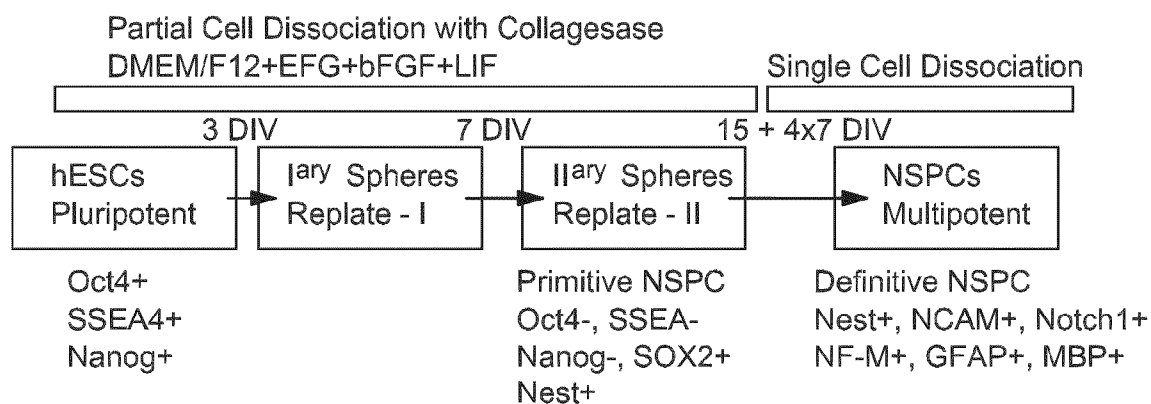 Partial Cell Dissociation with Collagesase
DMEM/F12+EFG+bFGF+LIF
Single Cell Dissociation
3 DIV 7 DIV 15 + 4x7 DIV
hESCs
Pluripotent
Iary Spheres
Replate - I
IIary Spheres
Replate - II
NSPCs
Multipotent
Oct4+
SSEA4+
Nanog+
Primitive NSPC
Oct4-, SSEA-
Nanog-, SOX2+
Nest+
Definitive NSPC
Nest+, NCAM+, Notch1+
NF-M+, GFAP+, MBP+